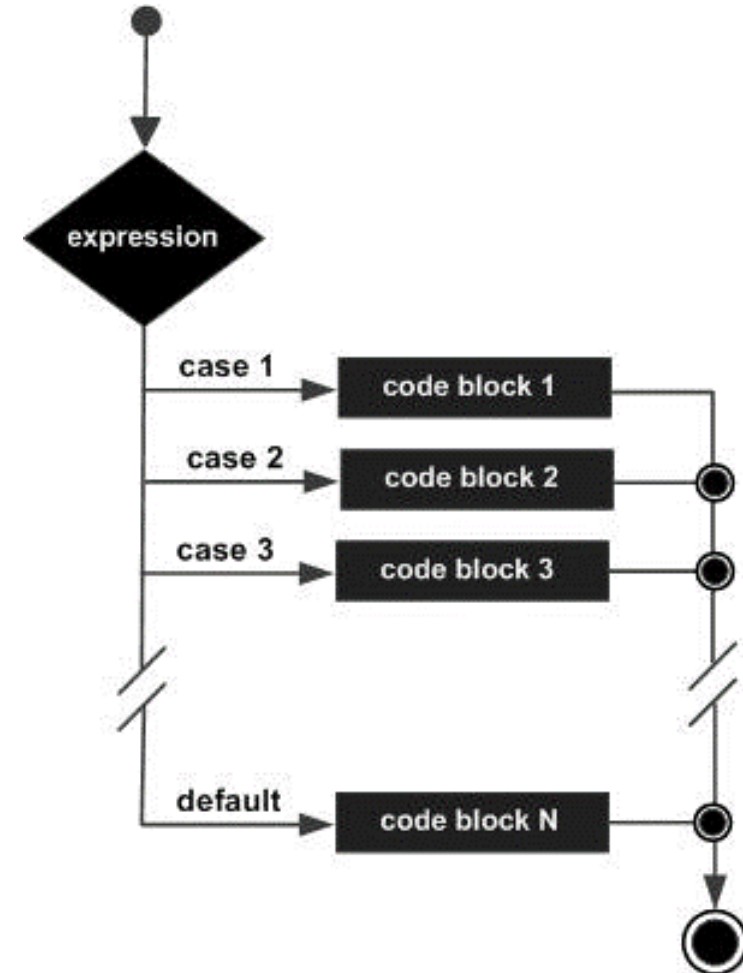 expression
case 1
code block 1
case 2
code block 2
case 3
code block 3
default
code block N